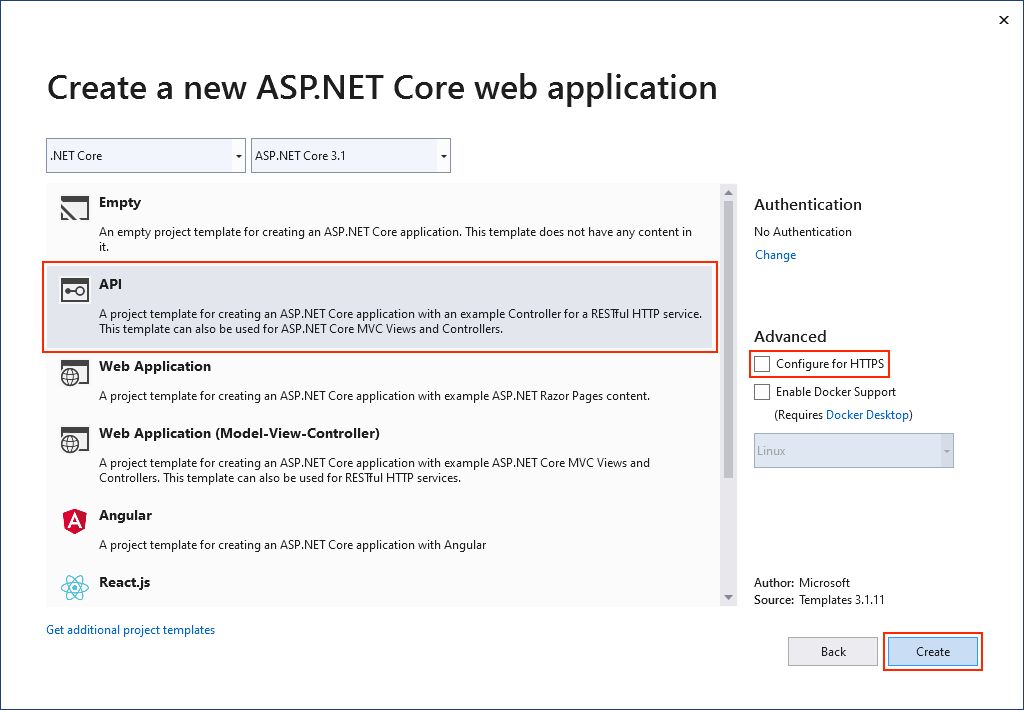 Create a new ASP.NET Core web application
.NET Core
ASP.NET Core 3.1
Empty
An empty project template for creating an ASP.NET Core application. This template does not have any content in
it.
API
A project template for creating an ASP.NET Core application with an example Controller for a RESTful HTTP service.
This template can also be used for ASP.NET Core MVC Views and Controllers.
Web Application
A project template for creating an ASP.NET Core application with example ASP.NET Razor Pages content.
Web Application (Model-View-Controller)
A project template for creating an ASP.NET Core application with example ASP.NET Core MVC Views and
Controllers. This template can also be used for RESTful HTTP services.
Angular
A project template for creating an ASP.NET Core application with Angular
React.js
Get additional project templates
Authentication
No Authentication
Change
Advanced
Configure for HTTPS
Enable Docker Support
(Requires Docker Desktop)
Linux
Author: Microsoft
Source: Templates 3.1.11
Back
Create